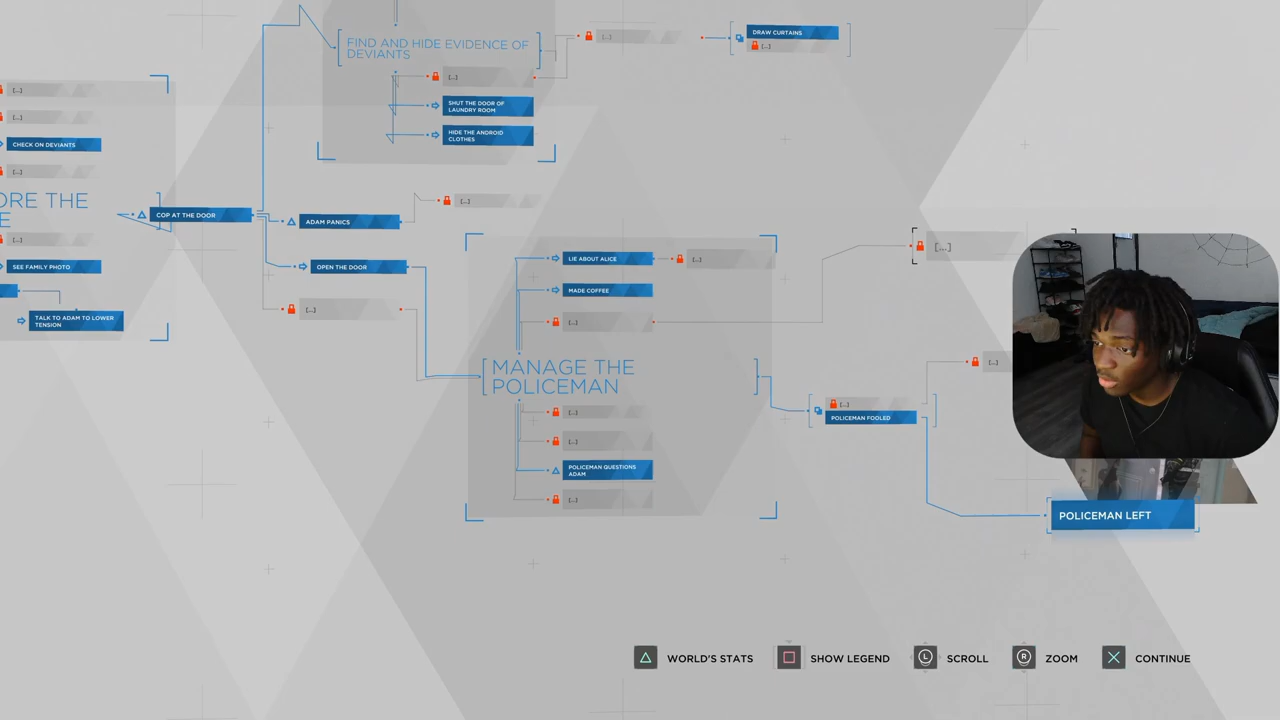 FIND AND HIDE EVIDENCE OF
DEVIANTS
[...]
DRAW CURTAINS
[...]
[...]
SHUT THE DOOR OF
LAUNDRY ROOM
HIDE THE ANDROID
CLOTHES
[...]
[...]
CHECK ON DEVIANTS
[...]
ORE THE
E
[...]
SEE FAMILY PHOTO
TALK TO ADAM TO LOWER
TENSION
COP AT THE DOOR
ADAM PANICS
[...]
OPEN THE DOOR
[...]
LIE ABOUT ALICE
[...]
MADE COFFEE
[...]
MANAGE THE
POLICEMAN
[...]
[...]
POLICEMAN QUESTIONS
ADAM
[...]
[...]
[...]
[...]
POLICEMAN FOOLED
POLICEMAN LEFT
WORLD'S STATS
SHOW LEGEND
L
SCROLL
R
ZOOM
CONTINUE